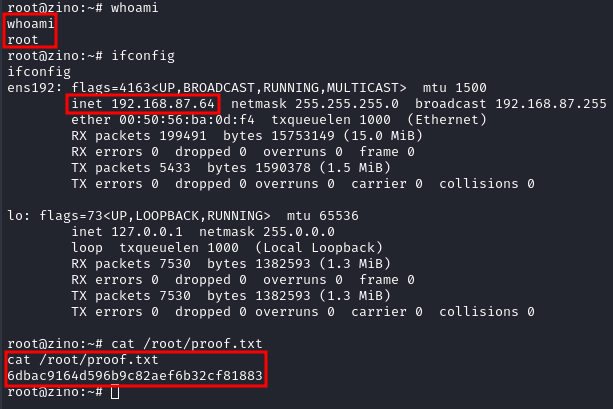 root@zino:~# whoami
whoami
root
root@zino:~# ifconfig
ifconfig
ens192: flags=4163<UP,BROADCAST,RUNNING,MULTICAST>  mtu 1500
        inet 192.168.87.64  netmask 255.255.255.0  broadcast 192.168.87.255
        ether 00:50:56:ba:0d:f4  txqueuelen 1000  (Ethernet)
        RX packets 199491  bytes 15753149 (15.0 MiB)
        RX errors 0  dropped 0  overruns 0  frame 0
        TX packets 5433  bytes 1590378 (1.5 MiB)
        TX errors 0  dropped 0 overruns 0  carrier 0  collisions 0
lo: flags=73<UP,LOOPBACK,RUNNING>  mtu 65536
        inet 127.0.0.1  netmask 255.0.0.0
        loop  txqueuelen 1000  (Local Loopback)
        RX packets 7530  bytes 1382593 (1.3 MiB)
        RX errors 0  dropped 0  overruns 0  frame 0
        TX packets 7530  bytes 1382593 (1.3 MiB)
        TX errors 0  dropped 0 overruns 0  carrier 0  collisions 0
root@zino:~# cat /root/proof.txt
cat /root/proof.txt
6dbac9164d596b9c82aef6b32cf81883
root@zino:~#